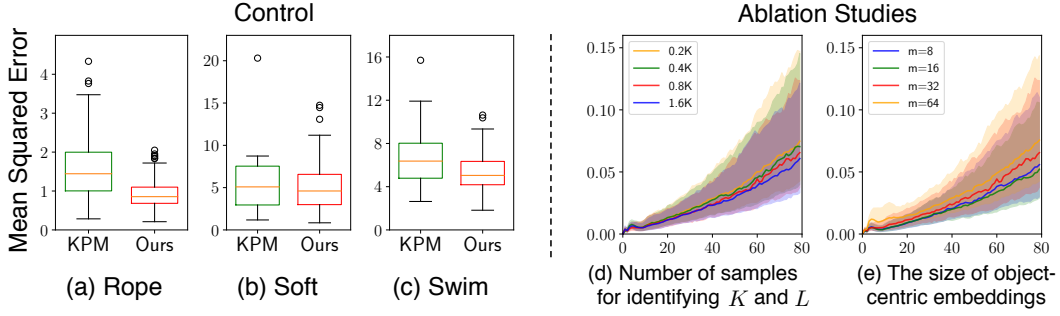 Control
Ablation Studies
Mean Squared Error
4
3
2
1
0
KPM Ours
(a) Rope
20
15
10
5
0
KPM Ours
(b) Soft
16
12
8
4
0
KPM Ours
(c) Swim
0.15
0.10
0.05
0.00
0.2K
0.4K
0.8K
1.6K
0 20 40 60 80
(d) Number of samples
for identifying K and L
0.15
0.10
0.05
0.00
m=8
m=16
m=32
m=64
0 20 40 60 80
(e) The size of object-
centric embeddings